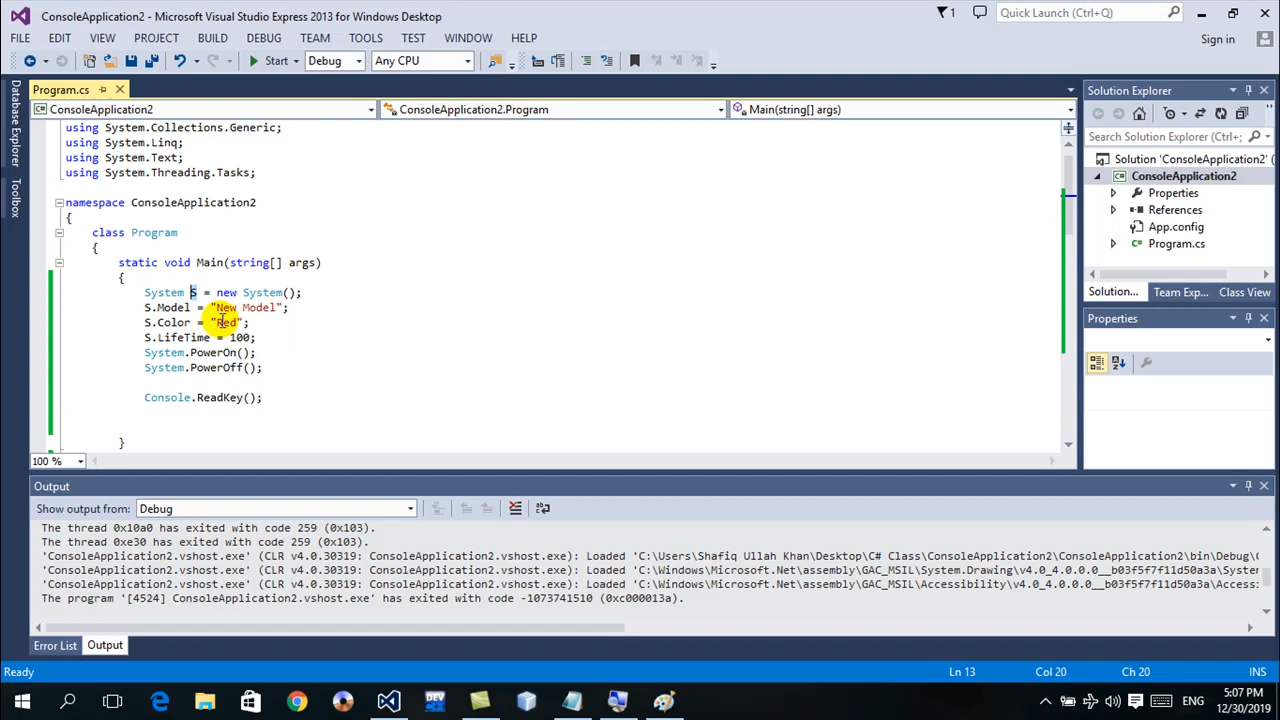 ConsoleApplication2 - Microsoft Visual Studio Express 2013 for Windows Desktop
1
Quick Launch (Ctrl+Q)
FILE EDIT VIEW PROJECT BUILD DEBUG TEAM TOOLS TEST WINDOW HELP
Sign in
Start Debug Any CPU
Program.cs
Database Explorer
Toolbox
ConsoleApplication2 ConsoleApplication2.Program Main(string[] args)
using System.Collections.Generic;
using System.Linq;
using System.Text;
using System.Threading.Tasks;
namespace ConsoleApplication2
{
class Program
{
static void Main(string[] args)
{
System S = new System();
S.Model = "New Model";
S.Color = "Red";
S.LifeTime = 100;
System.PowerOn();
System.PowerOff();
Console.ReadKey();
}
100 %
Solution Explorer
Search Solution Explorer (Ctrl+;
Solution 'ConsoleApplication2' (
ConsoleApplication2
Properties
References
App.config
Program.cs
Solution... Team Exp... Class View
Properties
Output
Show output from: Debug
The thread 0x10a0 has exited with code 259 (0x103).
The thread 0xe30 has exited with code 259 (0x103).
'ConsoleApplication2.vshost.exe' (CLR v4.0.30319: ConsoleApplication2.vshost.exe): Loaded 'C:\Users\Shafiq Ullah Khan\Desktop\C# Class\ConsoleApplication2\ConsoleApplication2\bin\Debug\C
'ConsoleApplication2.vshost.exe' (CLR v4.0.30319: ConsoleApplication2.vshost.exe): Loaded 'C:\Windows\Microsoft.Net\assembly\GAC_MSIL\System.Drawing\v4.0_4.0.0.0__b03f5f7f11d50a3a\System
'ConsoleApplication2.vshost.exe' (CLR v4.0.30319: ConsoleApplication2.vshost.exe): Loaded 'C:\Windows\Microsoft.Net\assembly\GAC_MSIL\Accessibility\v4.0_4.0.0.0__b03f5f7f11d50a3a\Access
The program '[4524] ConsoleApplication2.vshost.exe' has exited with code -1073741510 (0xc000013a).
Error List Output
Ready Ln 13 Col 20 Ch 20 INS
DEV
ENG
5:07 PM
12/30/2019